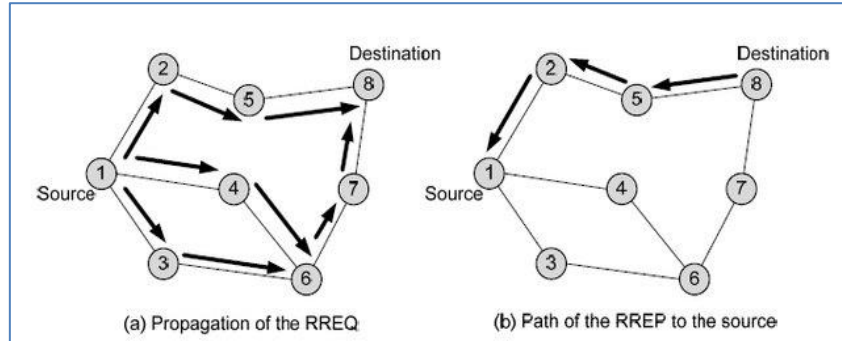 Destination
2
5
8
1
Source
4
7
3
6
(a) Propagation of the RREQ
Destination
2
5
8
1
Source
4
7
3
6
(b) Path of the RREP to the source